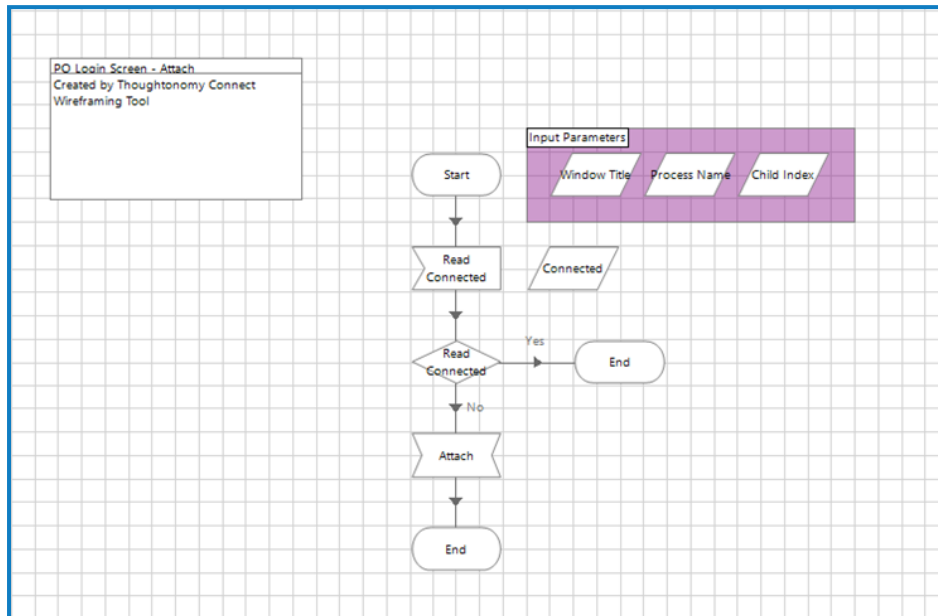 PO Login Screen - Attach
Created by Thoughtonomy Connect
Wireframing Tool
Input Parameters
Start
Window Title
Process Name
Child Index
Read
Connected
Connected
Read
Connected
Yes
End
No
Attach
End